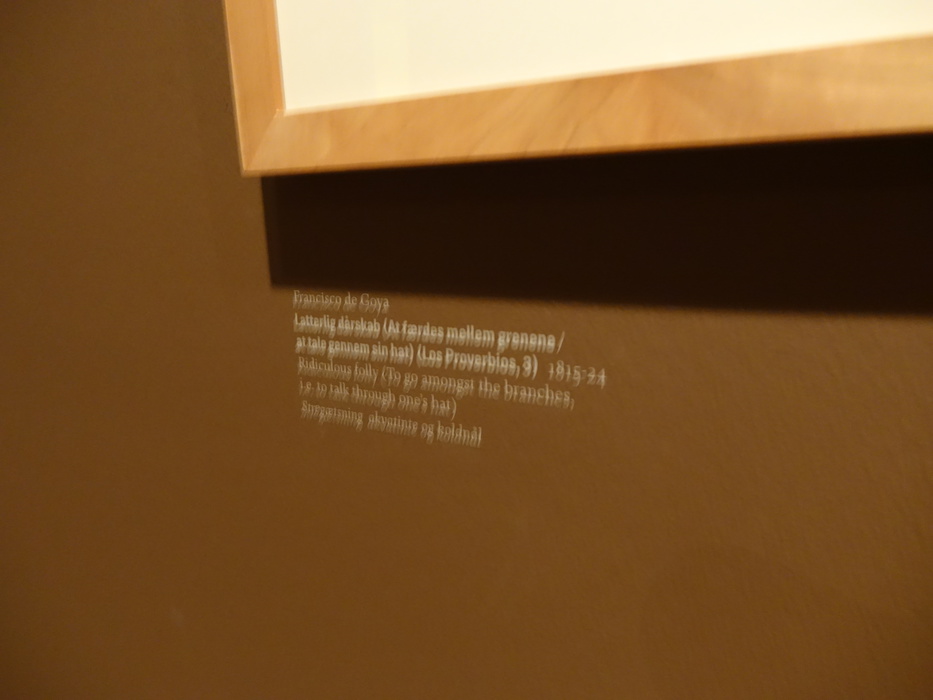 Francisco de Goya
Latterlig dårskab (At færdes mellem grenene /
at tale gennem sin hat) (Los Proverbios, 3) 1815-24
Ridiculous folly (To go amongst the branches,
i.e. to talk through one's hat)
Stregætsning, akvatinte og koldnål